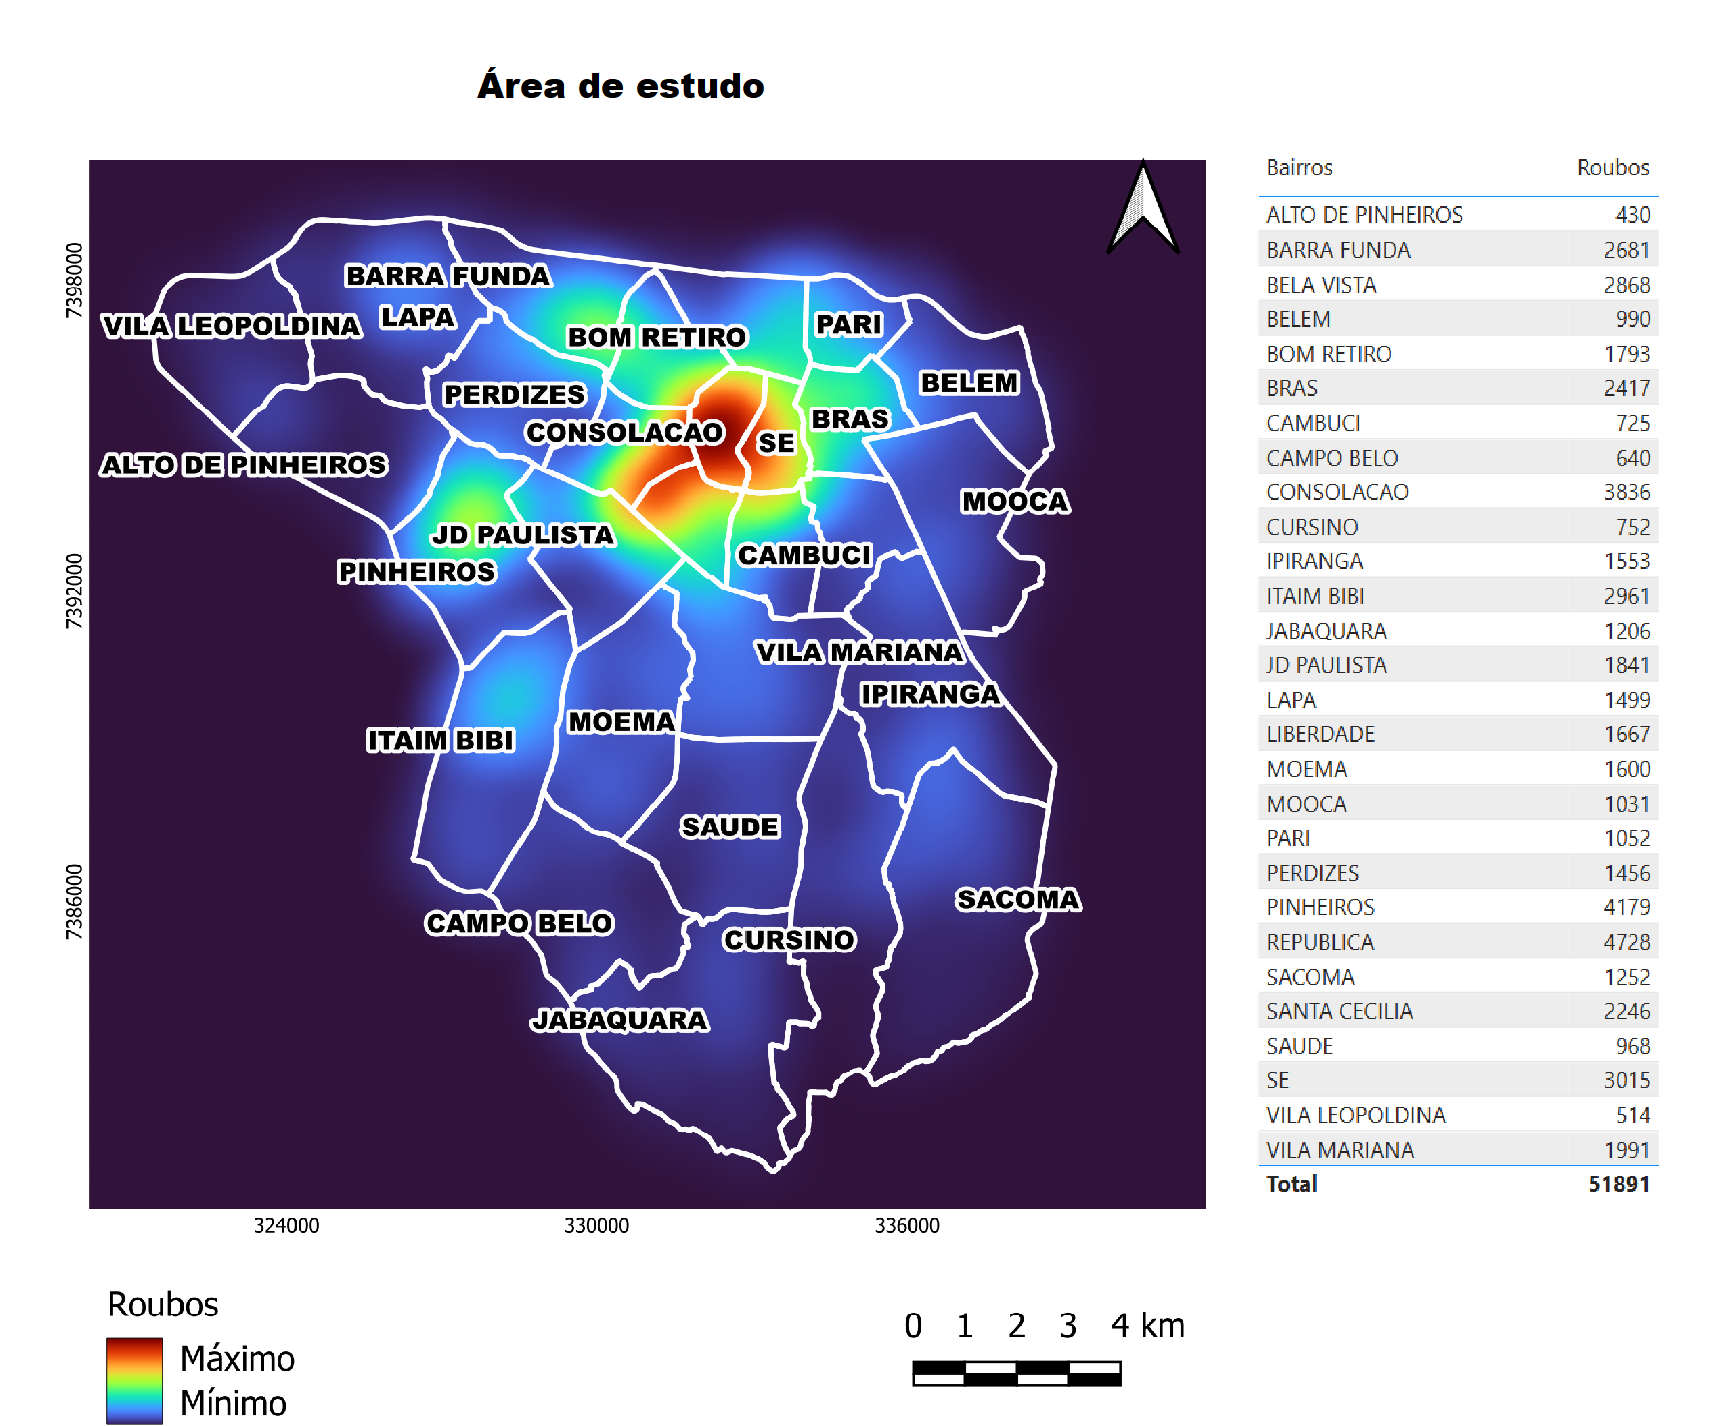 Área de estudo
7398000
7392000
7386000
324000
330000
336000
BARRA FUNDA
LAPA
VILA LEOPOLDINA
BOM RETIRO
PARI
BELEM
PERDIZES
CONSOLACAO
SE
BRAS
ALTO DE PINHEIROS
MOOCA
JD PAULISTA
PINHEIROS
CAMBUCI
VILA MARIANA
IPIRANGA
MOEMA
ITAIM BIBI
SAUDE
SACOMA
CAMPO BELO
CURSINO
JABAQUARA
Bairros Roubos
ALTO DE PINHEIROS 430
BARRA FUNDA 2681
BELA VISTA 2868
BELEM 990
BOM RETIRO 1793
BRAS 2417
CAMBUCI 725
CAMPO BELO 640
CONSOLACAO 3836
CURSINO 752
IPIRANGA 1553
ITAIM BIBI 2961
JABAQUARA 1206
JD PAULISTA 1841
LAPA 1499
LIBERDADE 1667
MOEMA 1600
MOOCA 1031
PARI 1052
PERDIZES 1456
PINHEIROS 4179
REPUBLICA 4728
SACOMA 1252
SANTA CECILIA 2246
SAUDE 968
SE 3015
VILA LEOPOLDINA 514
VILA MARIANA 1991
Total 51891
Roubos
Máximo
Mínimo
0 1 2 3 4 km